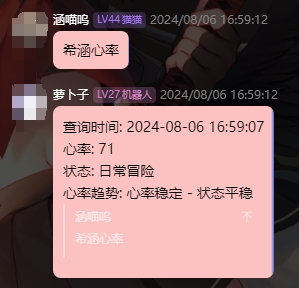 涵喵呜 LV44 猫猫 2024/08/06 16:59:12
希涵心率
萝卜子 LV27 机器人 2024/08/06 16:59:12
查询时间: 2024-08-06 16:59:07
心率: 71
状态: 日常冒险
心率趋势: 心率稳定 - 状态平稳
涵喵呜 不
希涵心率